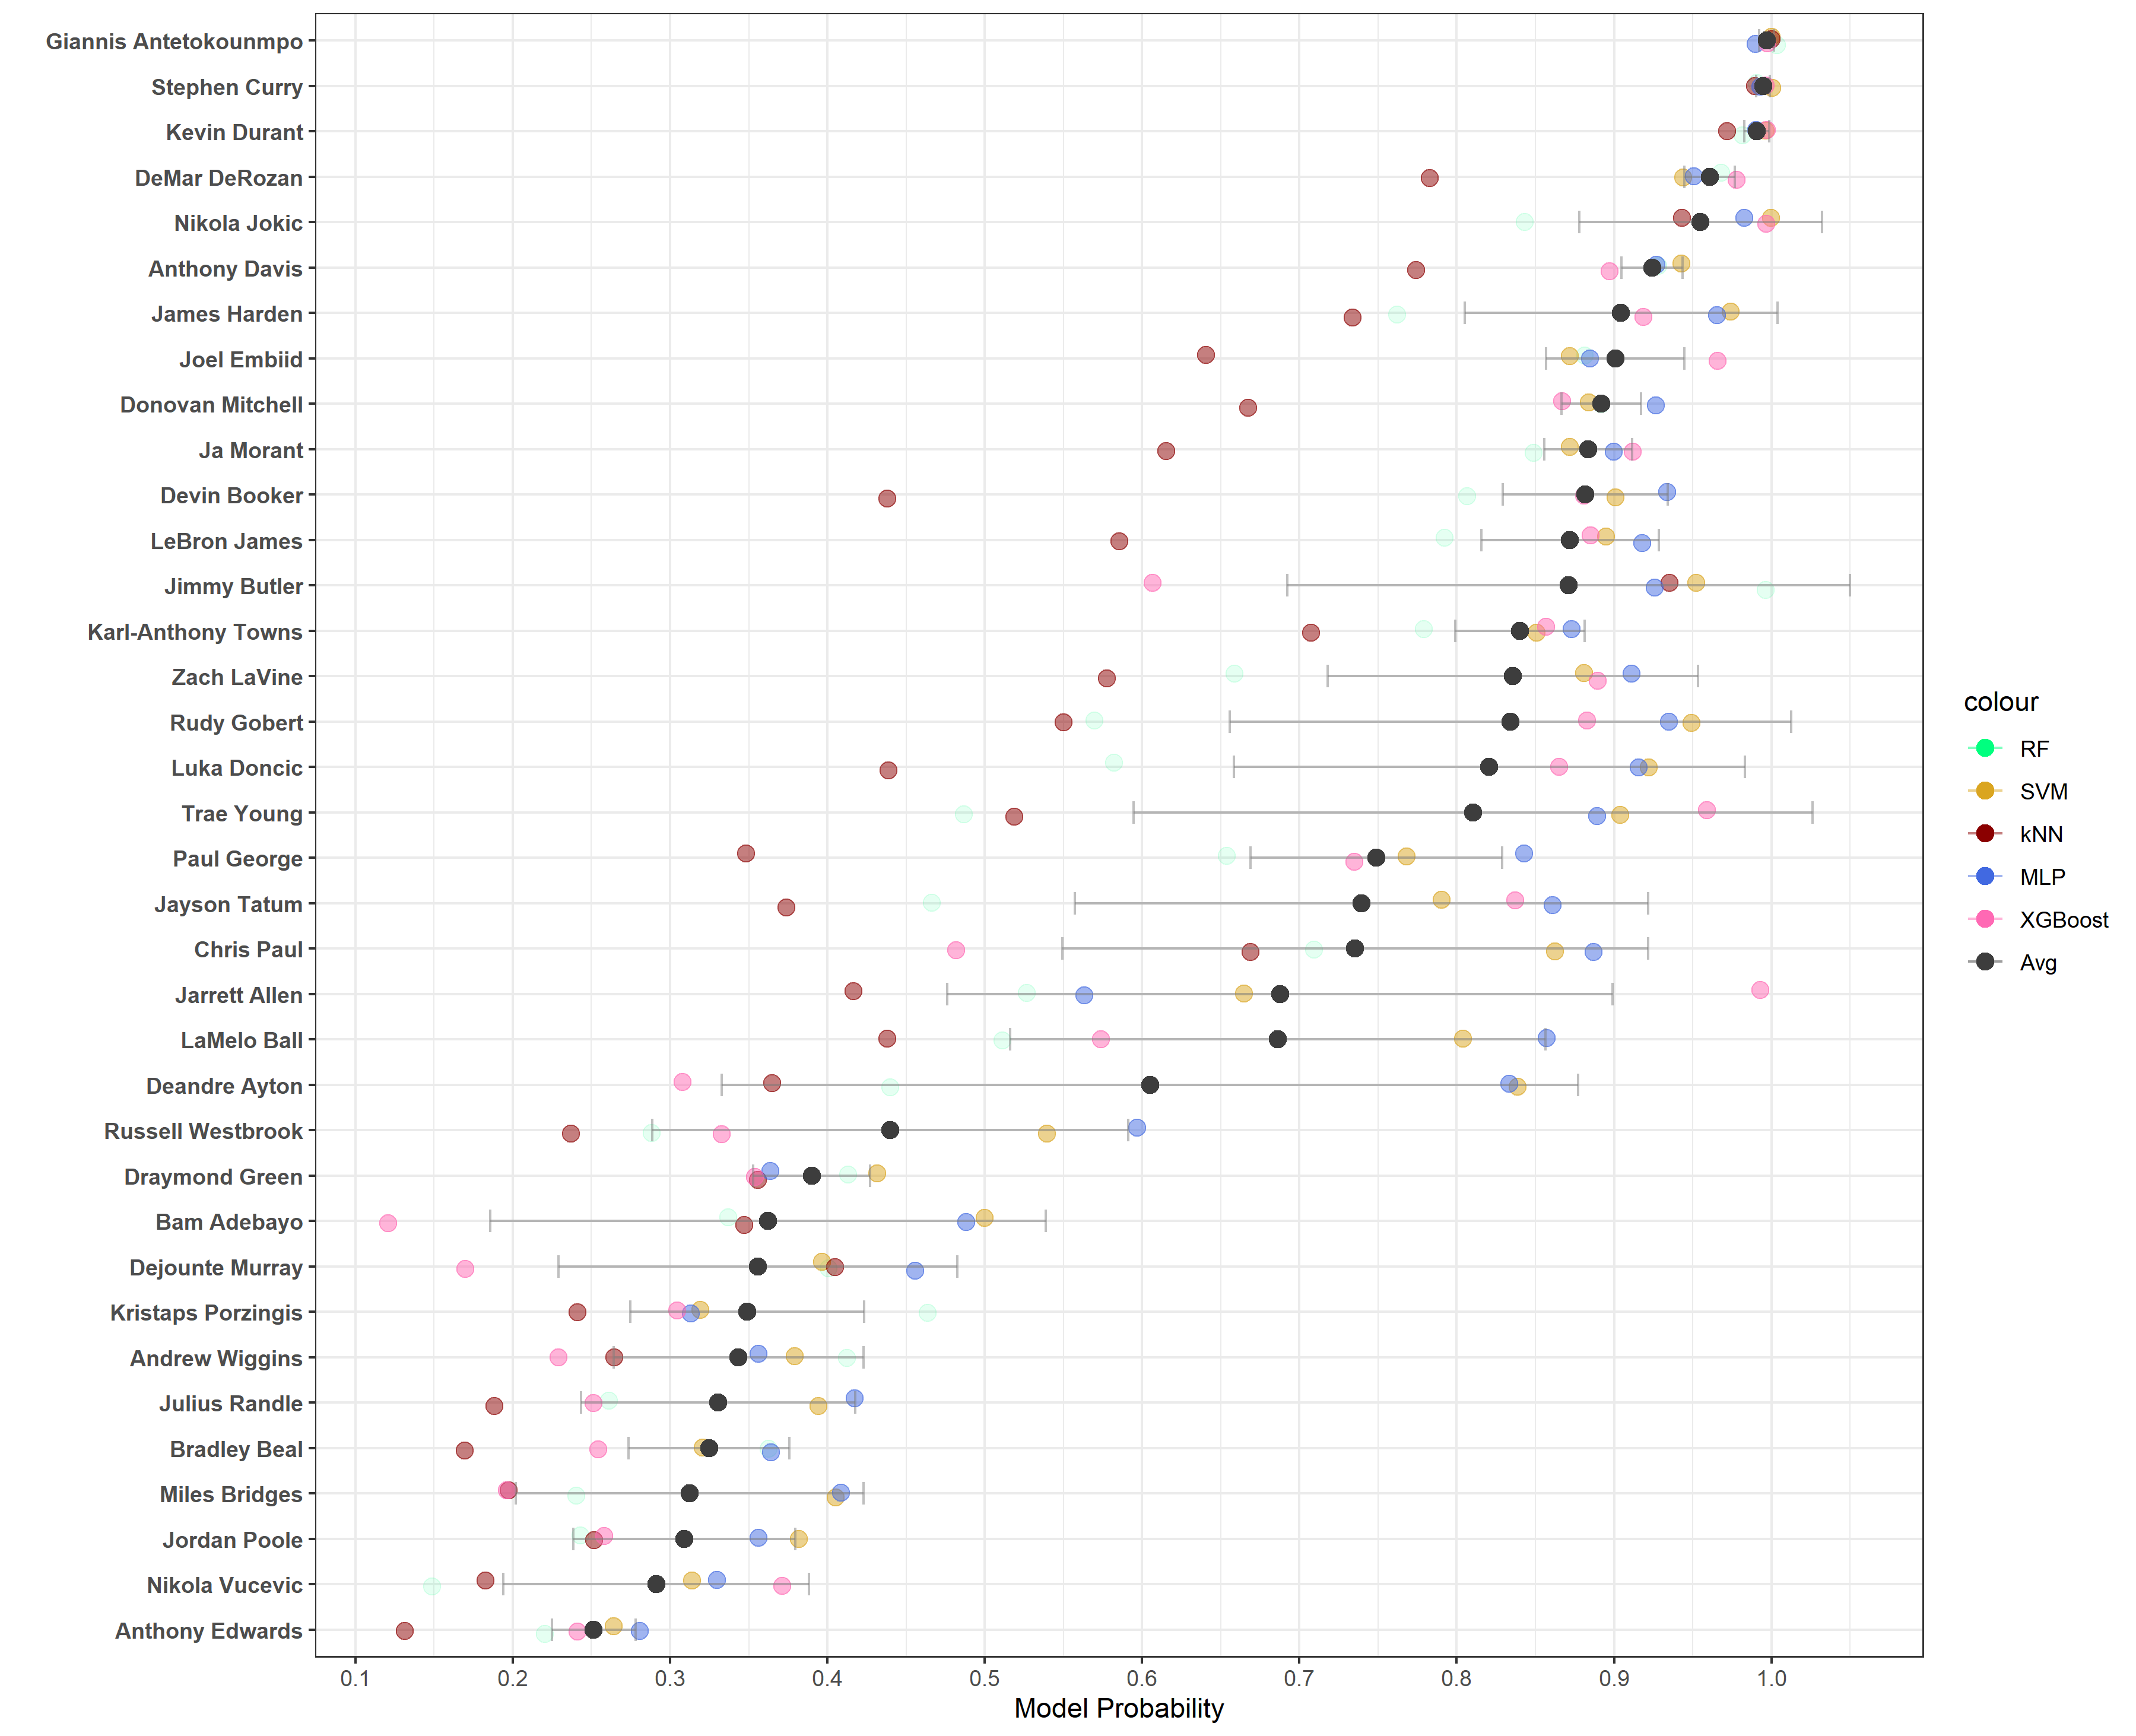 Giannis Antetokounmpo
Stephen Curry
Kevin Durant
DeMar DeRozan
Nikola Jokic
Anthony Davis
James Harden
Joel Embiid
Donovan Mitchell
Ja Morant
Devin Booker
LeBron James
Jimmy Butler
Karl-Anthony Towns
Zach LaVine
Rudy Gobert
Luka Doncic
Trae Young
Paul George
Jayson Tatum
Chris Paul
Jarrett Allen
LaMelo Ball
Deandre Ayton
Russell Westbrook
Draymond Green
Bam Adebayo
Dejounte Murray
Kristaps Porzingis
Andrew Wiggins
Julius Randle
Bradley Beal
Miles Bridges
Jordan Poole
Nikola Vucevic
Anthony Edwards
0.1 0.2 0.3 0.4 0.5 0.6 0.7 0.8 0.9 1.0
Model Probability
colour
RF
SVM
kNN
MLP
XGBoost
Avg